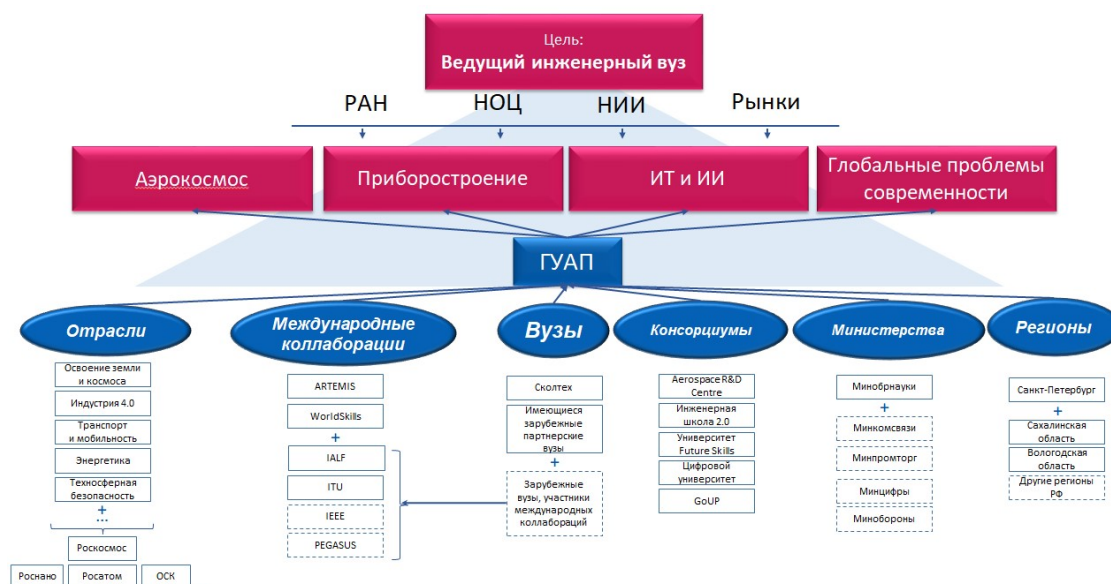 Цель:
Ведущий инженерный вуз
РАН
НОЦ
НИИ
Рынки
Аэрокосмос
Приборостроение
ИТ и ИИ
Глобальные проблемы
современности
ГУАП
Отрасли
Международные
коллаборации
Вузы
Консорциумы
Министерства
Регионы
Освоение земли
и космоса
Индустрия 4.0
Транспорт
и мобильность
Энергетика
Техносферная
безопасность
+
...
Роскосмос
Роснано
Росатом
ОСК
ARTEMIS
WorldSkills
+
IALF
ITU
IEEE
PEGASUS
Сколтех
Имеющиеся
зарубежные
партнерские
вузы
+
Зарубежные
вузы, участники
международных
коллабораций
Aerospace R&D
Centre
Инженерная
школа 2.0
Университет
Future Skills
Цифровой
университет
GoUP
Минобрнауки
+
Минкомсвязи
Минпромторг
Минцифры
Минобороны
Санкт-Петербург
+
Сахалинская
область
Вологодская
область
Другие регионы
РФ